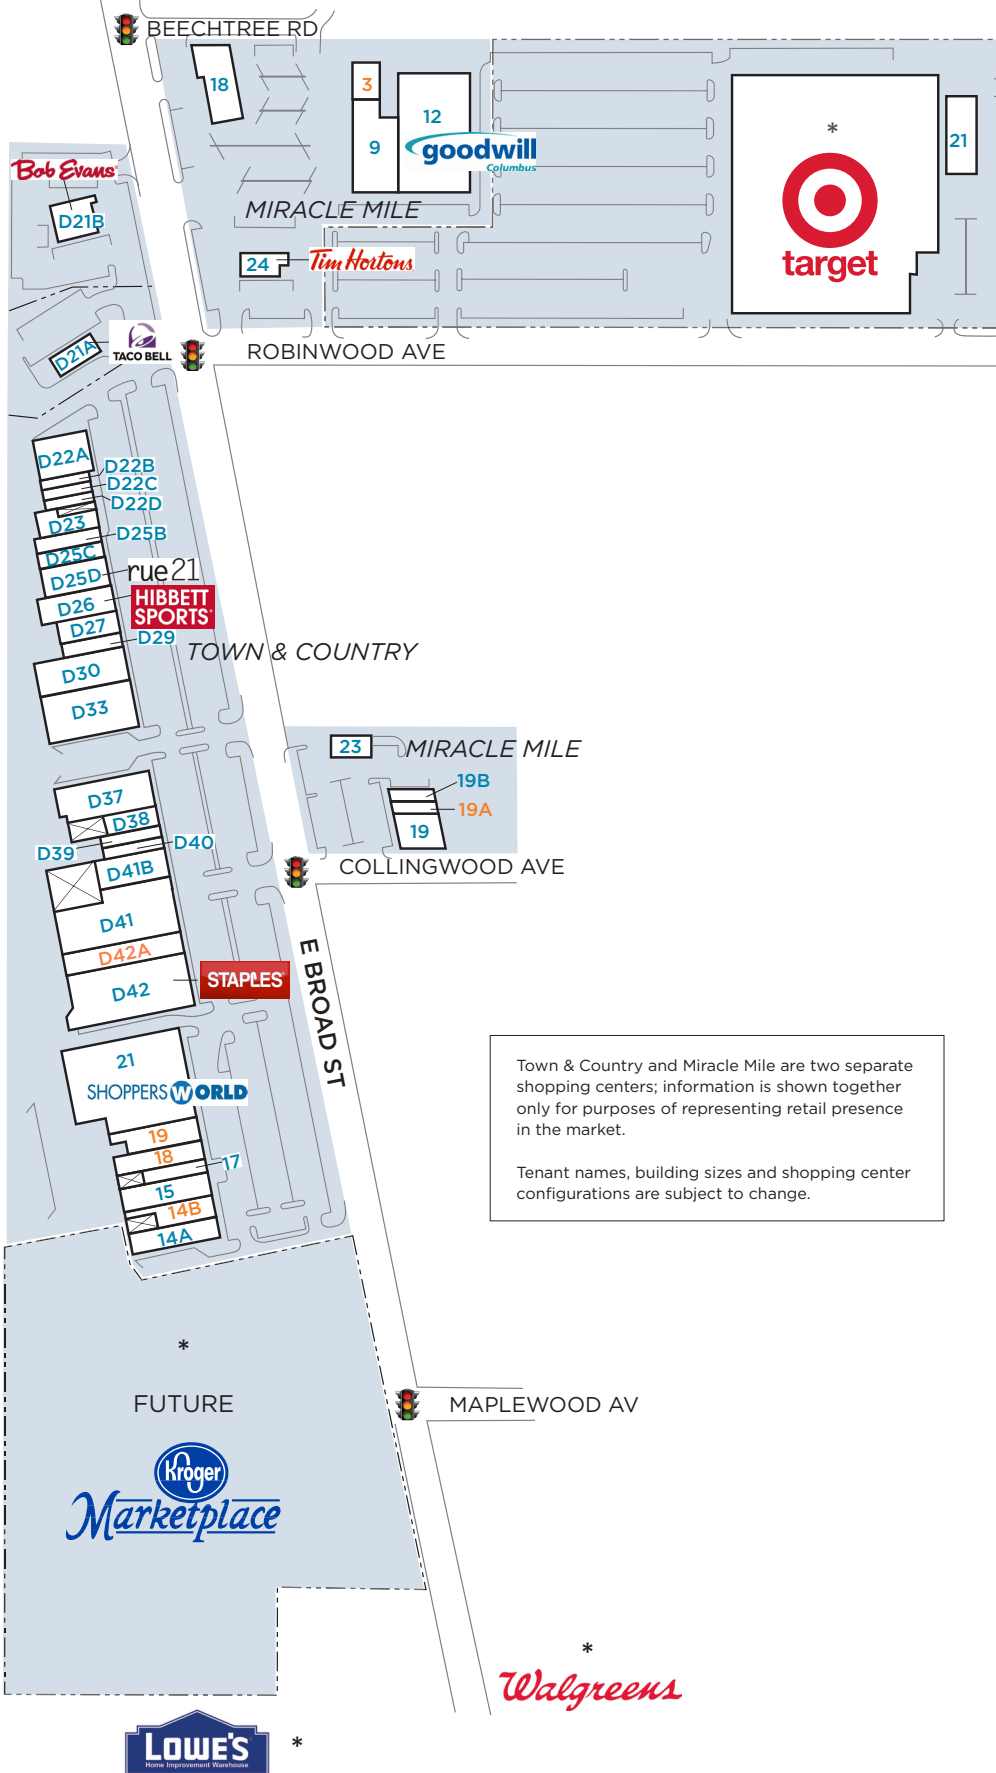 BEECHTREE RD
18
3
12
9
goodwill
Columbus
*
21
target
Bob Evans
D21B
MIRACLE MILE
24
Tim Hortons
D21A
TACO BELL
ROBINWOOD AVE
D22A
D22B
D22C
D22D
D23
D25B
D25C
D25D
rue21
D26
HIBBETT
SPORTS
D27
D29
TOWN & COUNTRY
D30
D33
23
MIRACLE MILE
19B
19A
19
D37
D38
D39
D40
D41B
COLLINGWOOD AVE
D41
D42A
D42
STAPLES
E BROAD ST
21
SHOPPERS WORLD
19
18
17
15
14B
14A
Town & Country and Miracle Mile are two separate
shopping centers; information is shown together
only for purposes of representing retail presence
in the market.
Tenant names, building sizes and shopping center
configurations are subject to change.
*
FUTURE
Kroger
Marketplace
MAPLEWOOD AV
*
Walgreens
LOWE'S
Home Improvement Warehouse
*